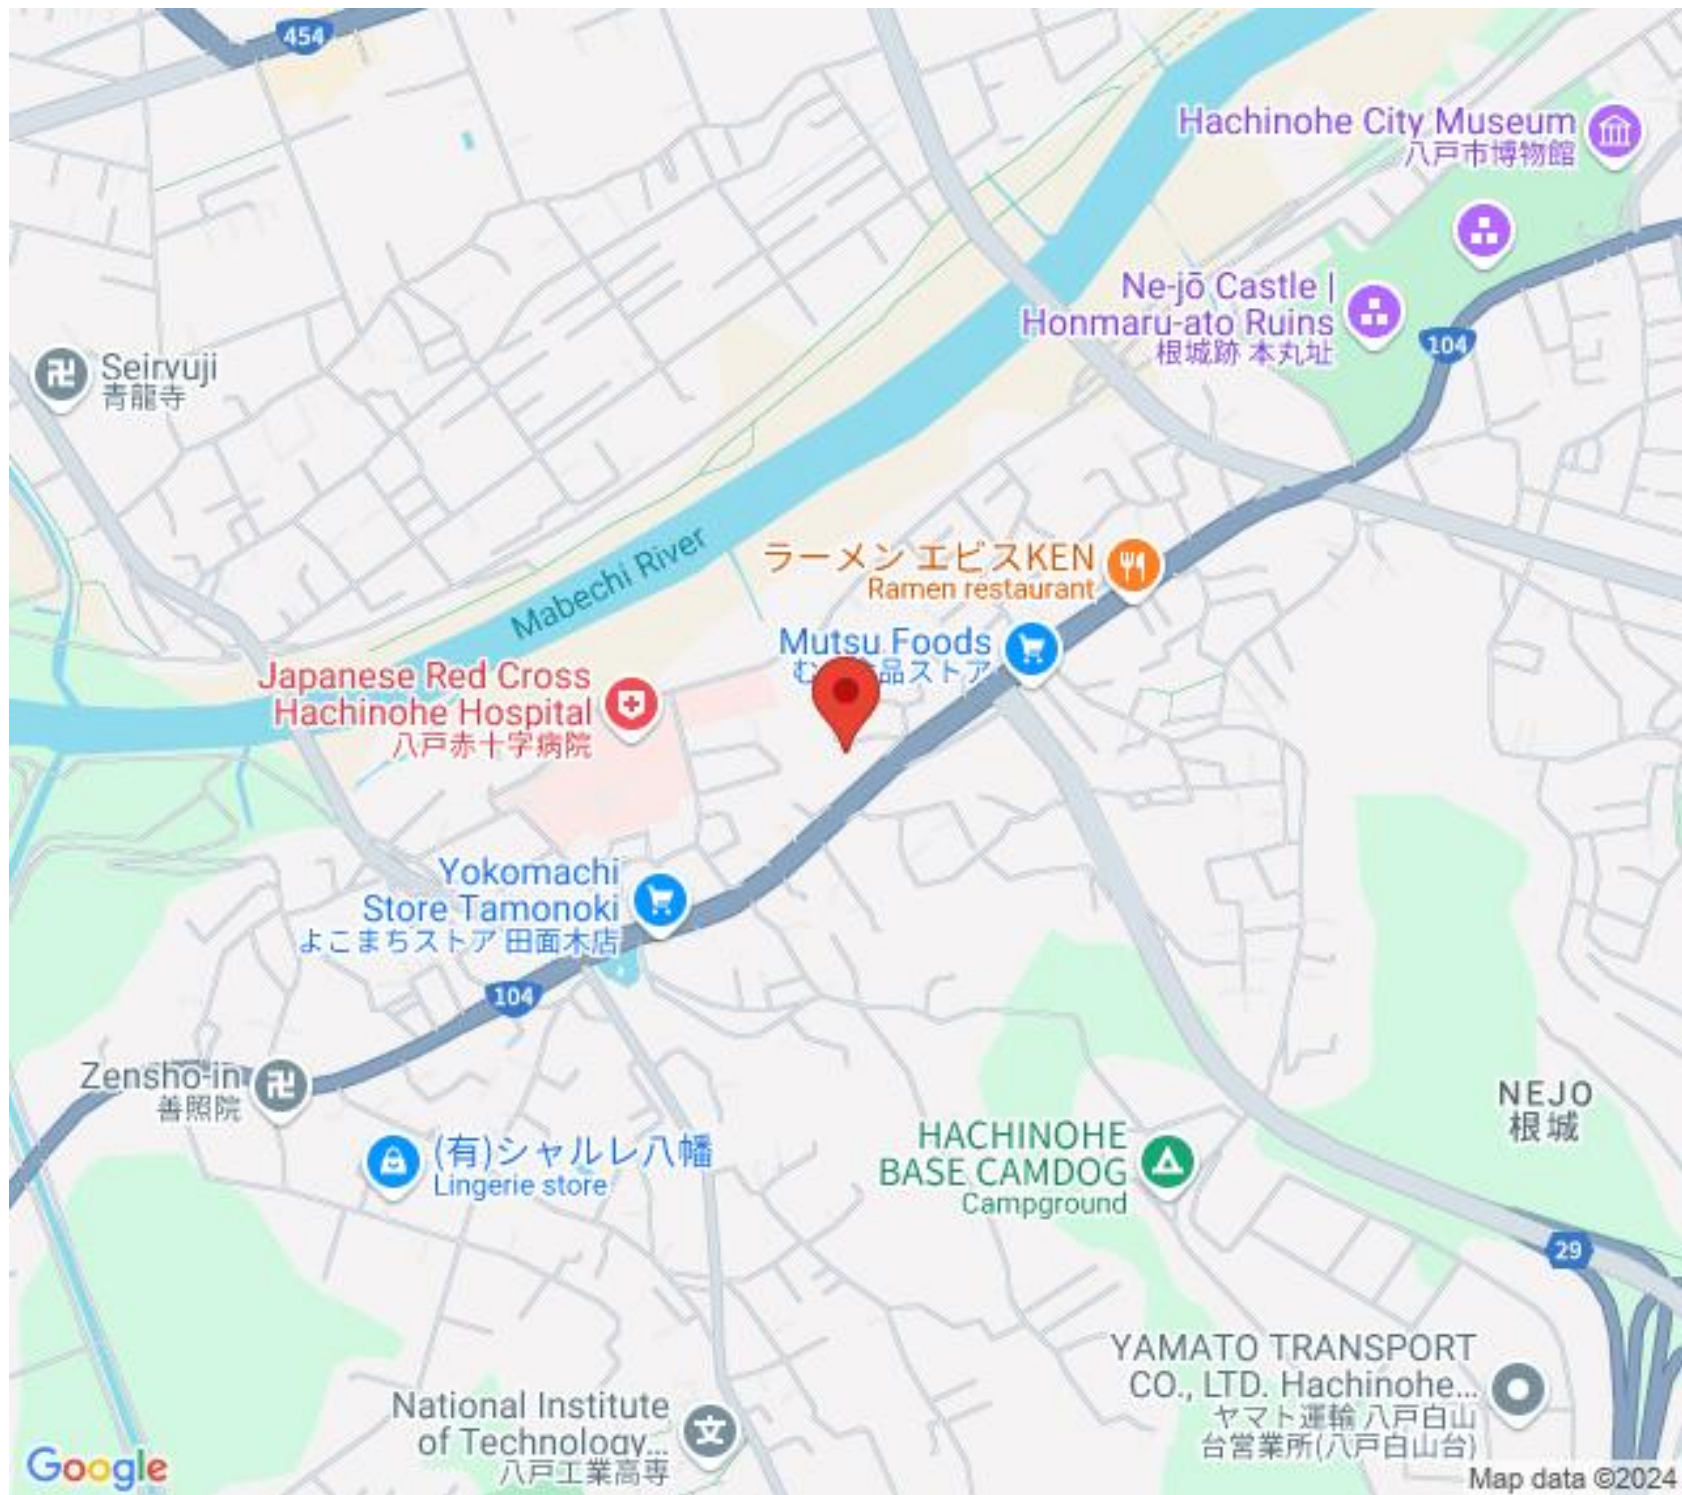 454
Hachinohe City Museum
八戸市博物館
Ne-jō Castle |
Honmaru-ato Ruins
根城跡 本丸址
104
Seirvuji
青龍寺
ラーメン エビスKEN
Ramen restaurant
Mabechi River
Mutsu Foods
む
品ストア
Japanese Red Cross
Hachinohe Hospital
八戸赤十字病院
Yokomachi
Store Tamonoki
よこまちストア 田面木店
104
Zensho-in
善照院
NEJO
根城
(有)シャルレ八幡
Lingerie store
HACHINOHE
BASE CAMDOG
Campground
29
YAMATO TRANSPORT
CO., LTD. Hachinohe...
ヤマト運輸 八戸白山
台営業所(八戸白山台)
National Institute
of Technology...
八戸工業高専
文
Google
Map data ©2024